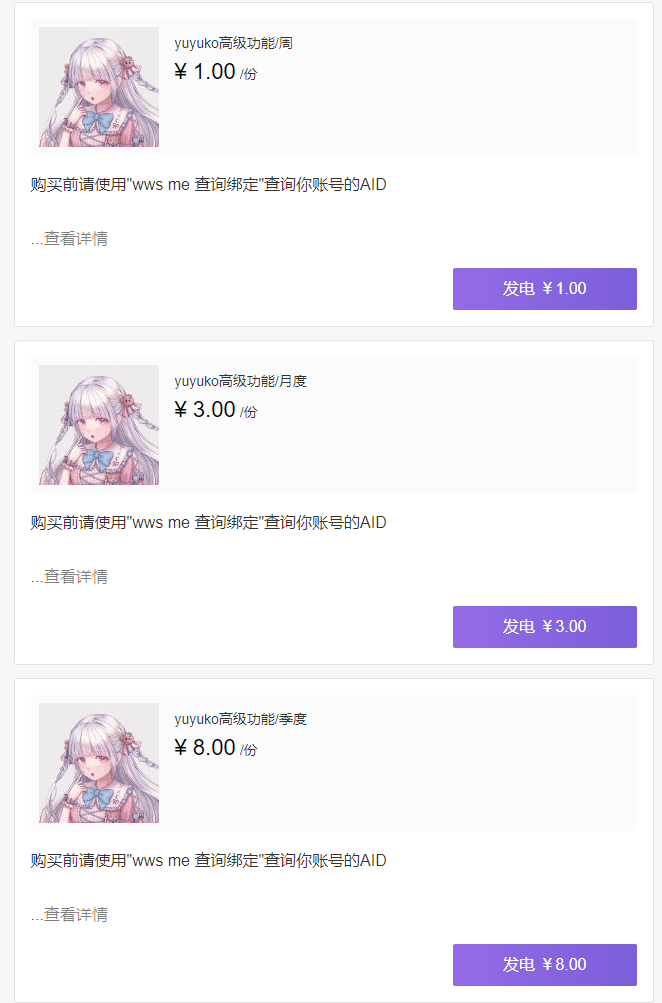 yuyuko高级功能/周
¥ 1.00 /份
购买前请使用"wws me 查询绑定"查询你账号的AID
...查看详情
发电 ¥1.00
yuyuko高级功能/月度
¥ 3.00 /份
购买前请使用"wws me 查询绑定"查询你账号的AID
...查看详情
发电 ¥3.00
yuyuko高级功能/季度
¥ 8.00 /份
购买前请使用"wws me 查询绑定"查询你账号的AID
...查看详情
发电 ¥8.00